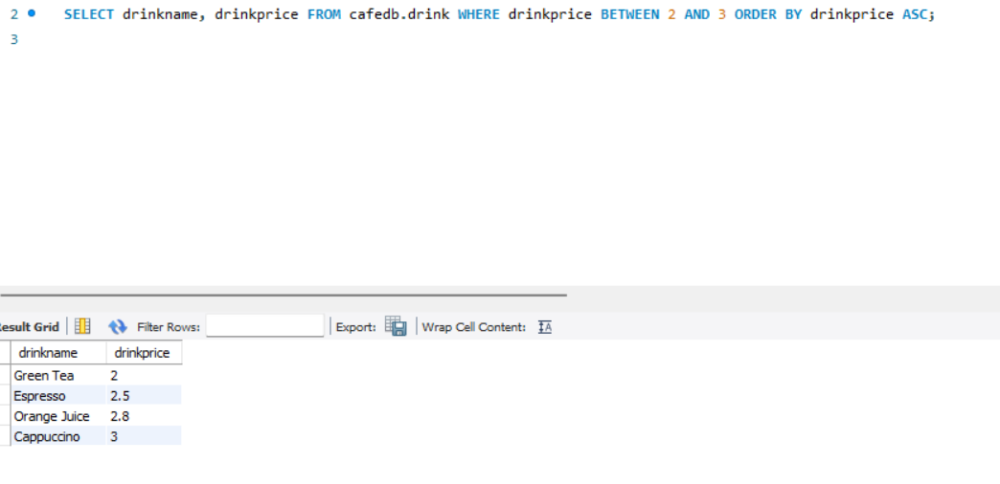 2 SELECT drinkname, drinkprice FROM cafedb.drink WHERE drinkprice BETWEEN 2 AND 3 ORDER BY drinkprice ASC;
3
Result Grid Filter Rows: Export: Wrap Cell Content: IA
drinkname drinkprice
Green Tea 2
Espresso 2.5
Orange Juice 2.8
Cappuccino 3